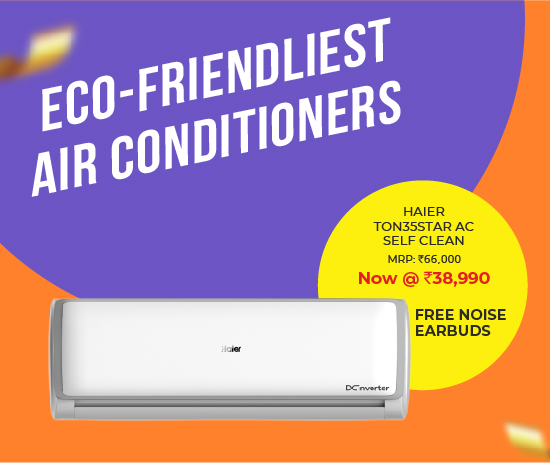 ECO-FRIENDLIEST
AIR CONDITIONERS
HAIER
TON35STAR AC
SELF CLEAN
MRP: ₹66,000
Now @ ₹38,990
FREE NOISE
EARBUDS
Haier
DC inverter